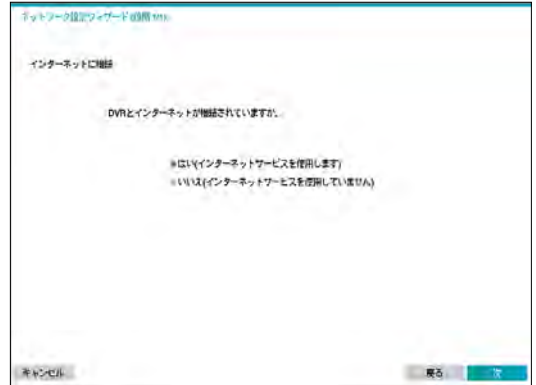 ネットワーク設定ウィザード(段階 1/1)
インターネットに接続
DVRとインターネットが接続されていますか。
はい(インターネットサービスを使用します)
いいえ(インターネットサービスを使用していません)
キャンセル
戻る
次